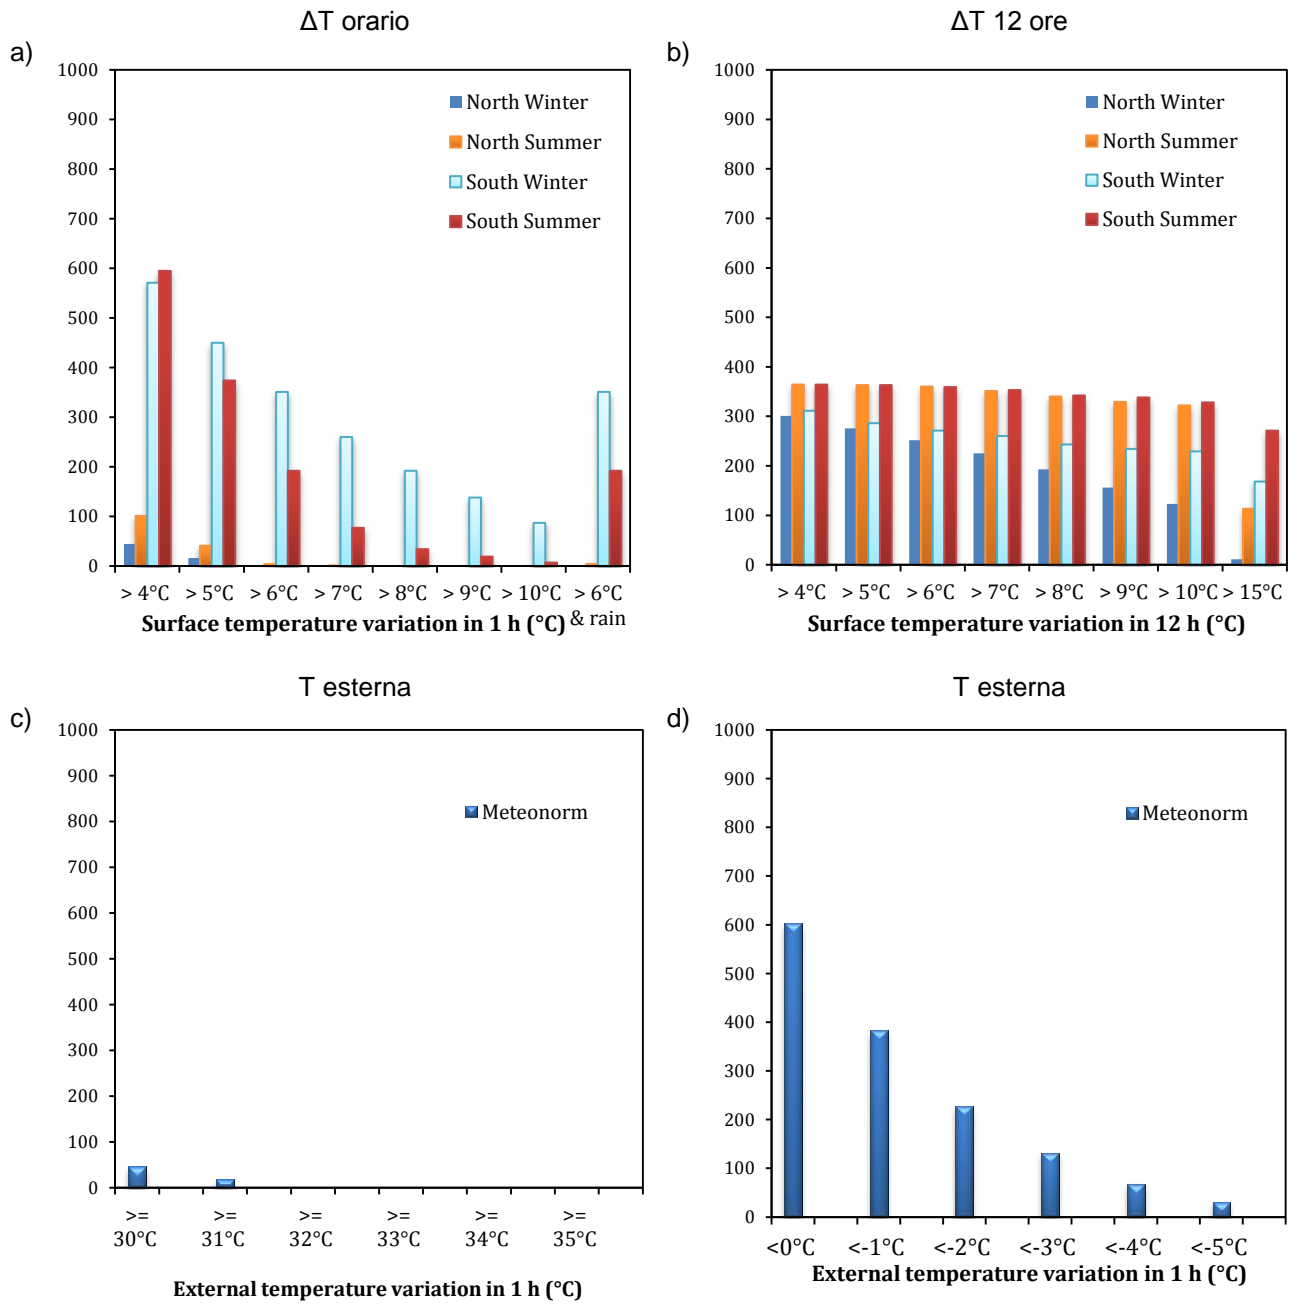 ΔT orario
a)
1000
900
800
700
600
500
400
300
200
100
0
North Winter
North Summer
South Winter
South Summer
> 4°C > 5°C > 6°C > 7°C > 8°C > 9°C > 10°C > 6°C
& rain
Surface temperature variation in 1 h (°C)
ΔT 12 ore
b)
1000
900
800
700
600
500
400
300
200
100
0
North Winter
North Summer
South Winter
South Summer
> 4°C > 5°C > 6°C > 7°C > 8°C > 9°C > 10°C > 15°C
Surface temperature variation in 12 h (°C)
T esterna
c)
1000
900
800
700
600
500
400
300
200
100
0
Meteonorm
>= >= >= >= >= >=
30°C 31°C 32°C 33°C 34°C 35°C
External temperature variation in 1 h (°C)
T esterna
d)
1000
900
800
700
600
500
400
300
200
100
0
Meteonorm
<0°C <-1°C <-2°C <-3°C <-4°C <-5°C
External temperature variation in 1 h (°C)